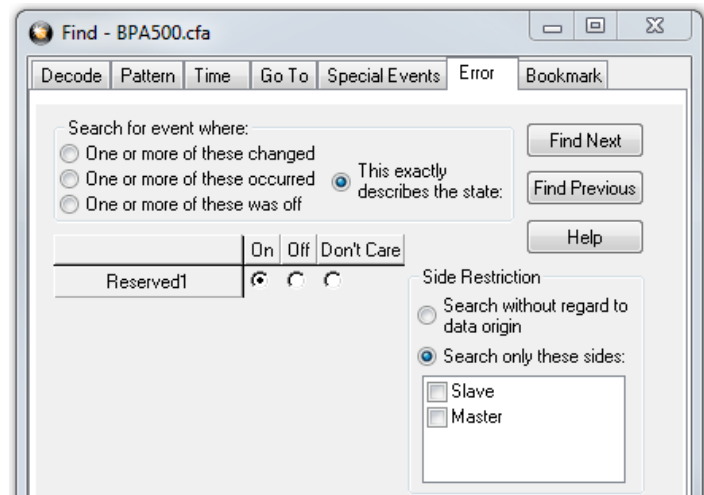 Find - BPA500.cfa
Decode Pattern Time Go To Special Events Error Bookmark
Search for event where:
One or more of these changed
One or more of these occurred
One or more of these was off
This exactly
describes the state:
Find Next
Find Previous
Help
On Off Don't Care
Reserved1
Side Restriction
Search without regard to
data origin
Search only these sides:
Slave
Master